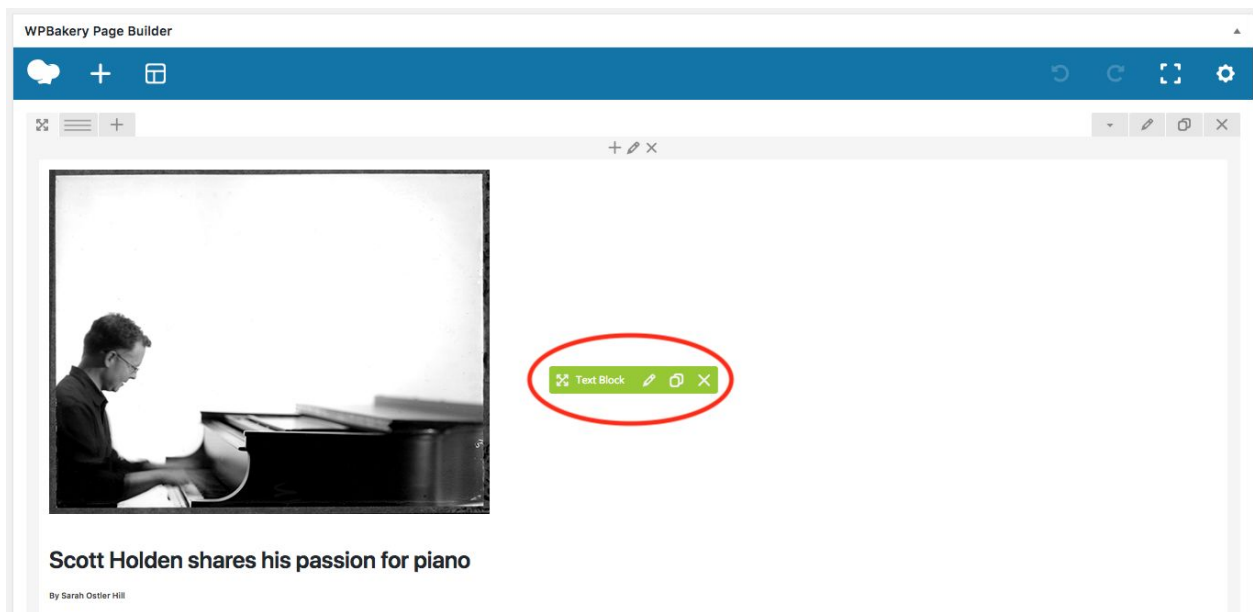 WPBakery Page Builder
Text Block
Scott Holden shares his passion for piano
By Sarah Ostler Hill